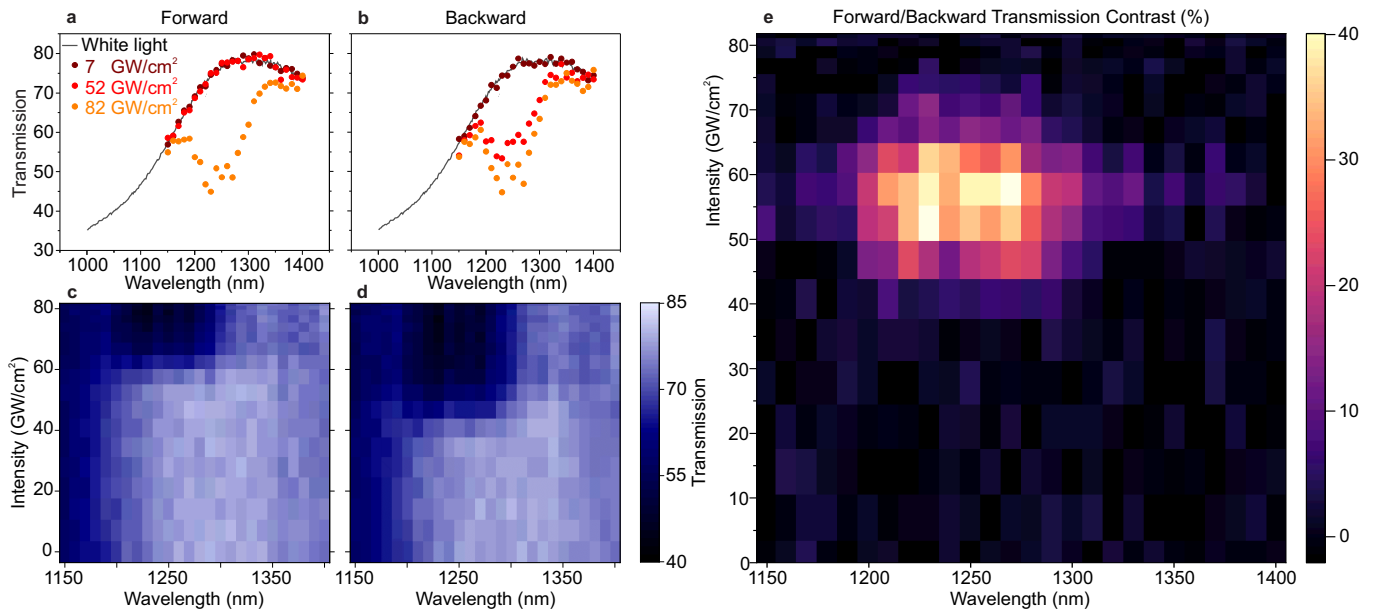 a Forward
b Backward
e Forward/Backward Transmission Contrast (%)
White light
7 GW/cm²
52 GW/cm²
82 GW/cm²
Transmission
80
70
60
50
40
30
1000 1100 1200 1300 1400
Wavelength (nm)
1000 1100 1200 1300 1400
Wavelength (nm)
c
d
Intensity (GW/cm²)
80
60
40
20
0
1150 1250 1350
Wavelength (nm)
1150 1250 1350
Wavelength (nm)
85
70
55
40
Transmission
Intensity (GW/cm²)
80
70
60
50
40
30
20
10
0
1150 1200 1250 1300 1350 1400
Wavelength (nm)
40
30
20
10
0